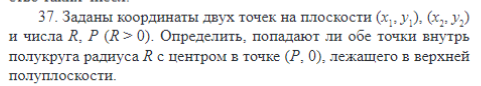 37. Заданы координаты двух точек на плоскости (x₁, y₁), (x₂, y₂)
и числа R, P (R > 0). Определить, попадают ли обе точки внутрь
полукруга радиуса R с центром в точке (P, 0), лежащего в верхней
полуплоскости.